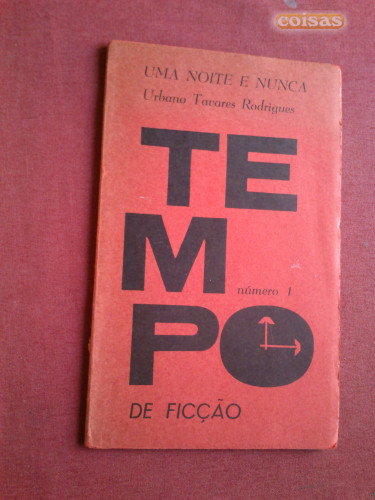 coisas
UMA NOITE E NUNCA
Urbano Tavares Rodrigues
TE
M
número 1
PO
DE FICÇÃO